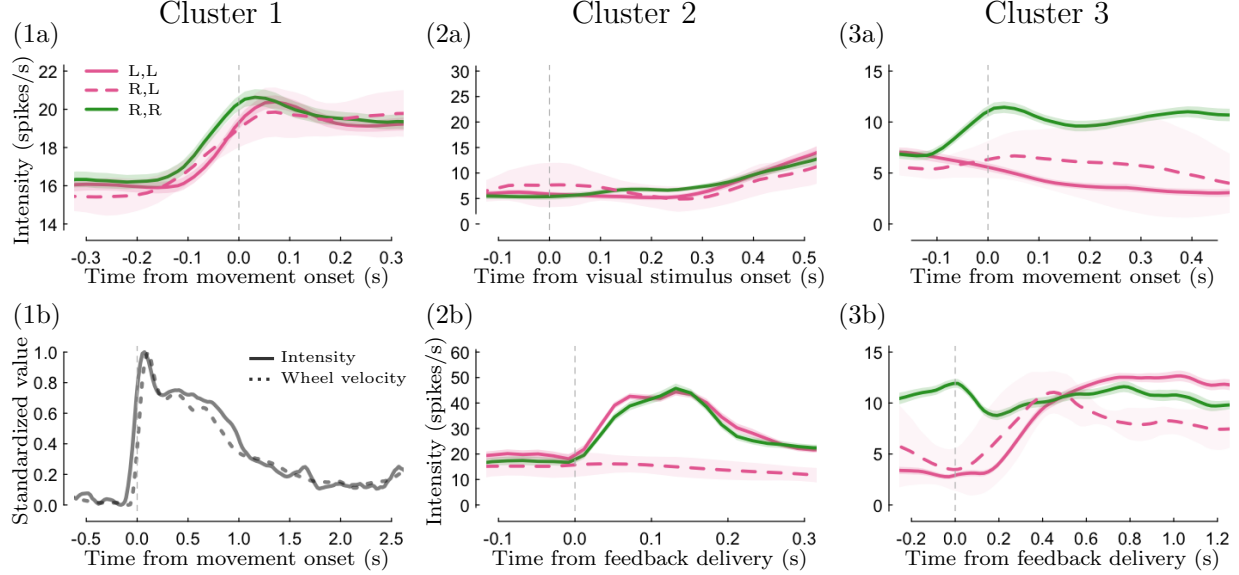 Cluster 1
Cluster 2
Cluster 3
(1a)
(2a)
(3a)
Intensity (spikes/s)
22
20
18
16
14
L,L
R,L
R,R
-0.3 -0.2 -0.1 0.0 0.1 0.2 0.3
Time from movement onset (s)
30
25
20
15
10
5
0
-0.1 0.0 0.1 0.2 0.3 0.4 0.5
Time from visual stimulus onset (s)
15
10
5
0
-0.1 0.0 0.1 0.2 0.3 0.4
Time from movement onset (s)
(1b)
(2b)
(3b)
Standardized value
1.0
0.8
0.6
0.4
0.2
0.0
Intensity
Wheel velocity
-0.5 0.0 0.5 1.0 1.5 2.0 2.5
Time from movement onset (s)
Intensity (spikes/s)
60
50
40
30
20
10
0
-0.1 0.0 0.1 0.2 0.3
Time from feedback delivery (s)
15
10
5
0
-0.2 0.0 0.2 0.4 0.6 0.8 1.0 1.2
Time from feedback delivery (s)